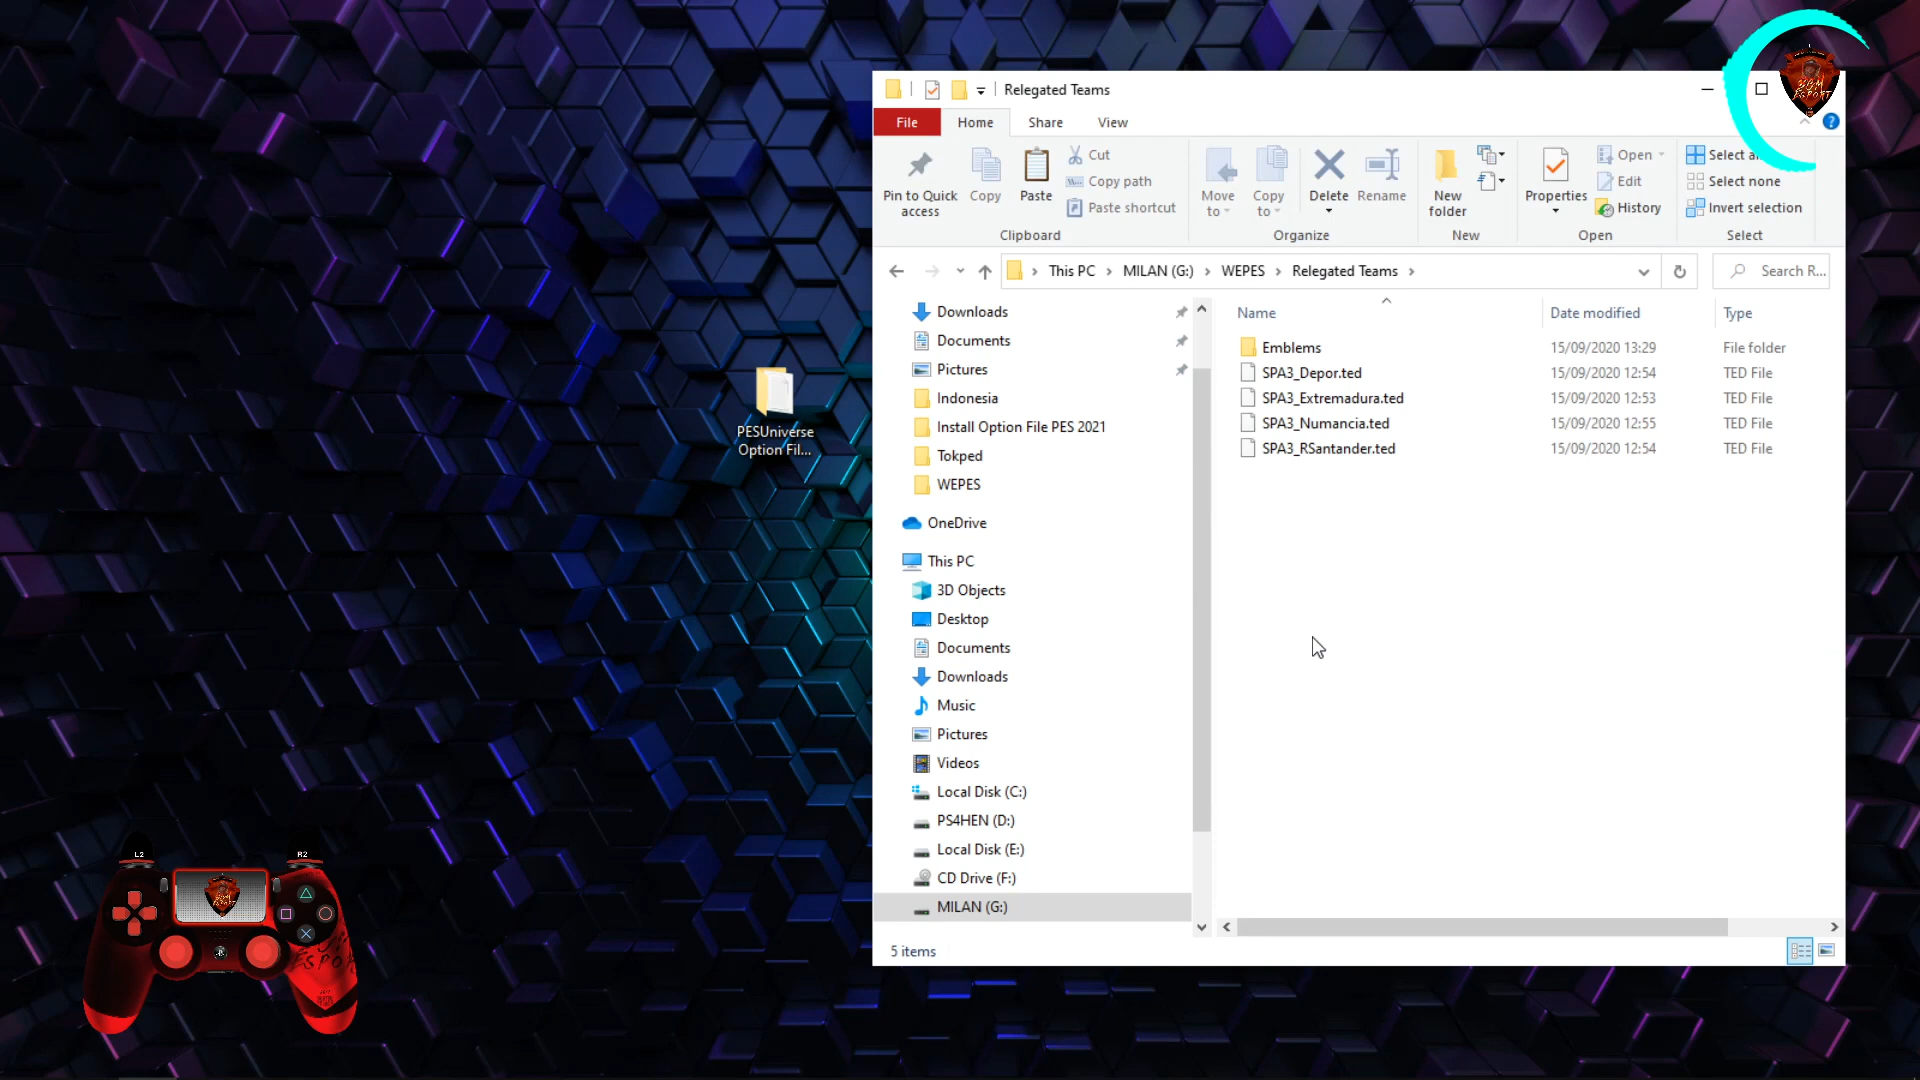 Relegated Teams
File Home Share View
Pin to Quick access
Copy
Paste
Cut
Copy path
Paste shortcut
Clipboard
Move to
Copy to
Delete
Rename
Organize
New folder
New
Properties
Open
Edit
History
Open
Select
Select none
Invert selection
Select
This PC MILAN (G:) WEPES Relegated Teams
Search R...
Downloads
Documents
Pictures
Indonesia
Install Option File PES 2021
Tokped
WEPES
OneDrive
This PC
3D Objects
Desktop
Documents
Downloads
Music
Pictures
Videos
Local Disk (C:)
PS4HEN (D:)
Local Disk (E:)
CD Drive (F:)
MILAN (G:)
Name Date modified Type
Emblems 15/09/2020 13:29 File folder
SPA3_Depor.ted 15/09/2020 12:54 TED File
SPA3_Extremadura.ted 15/09/2020 12:53 TED File
SPA3_Numancia.ted 15/09/2020 12:55 TED File
SPA3_RSantander.ted 15/09/2020 12:54 TED File
5 items
PESUniverse
Option Fil...
L2
R2